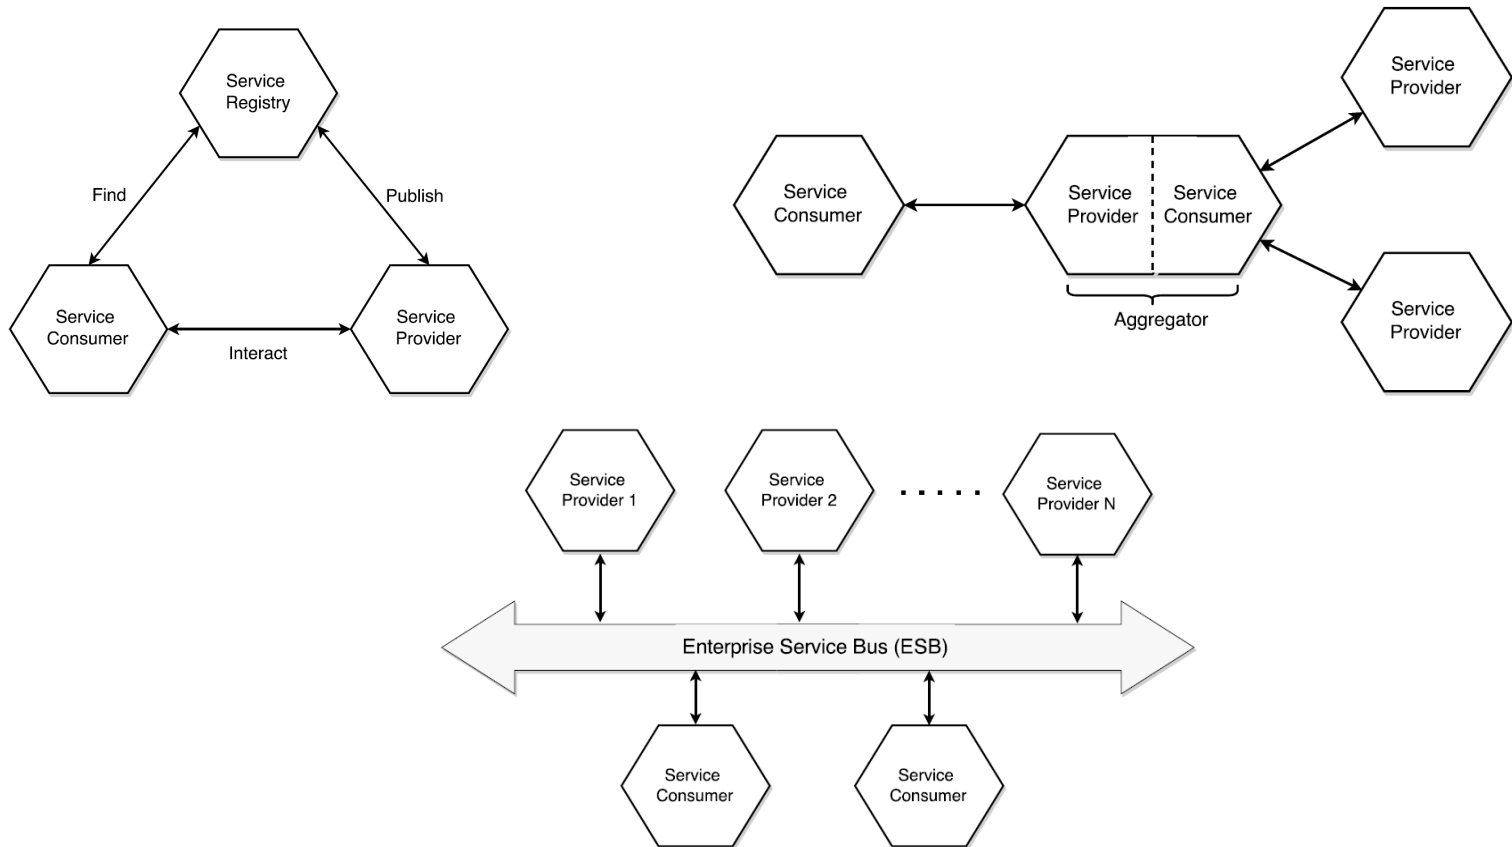 Service
Registry
Find
Publish
Service
Consumer
Interact
Service
Provider
Service
Consumer
Service
Provider
Service
Consumer
Aggregator
Service
Provider
Service
Provider
Service
Provider 1
Service
Provider 2
. . . . .
Service
Provider N
Enterprise Service Bus (ESB)
Service
Consumer
Service
Consumer